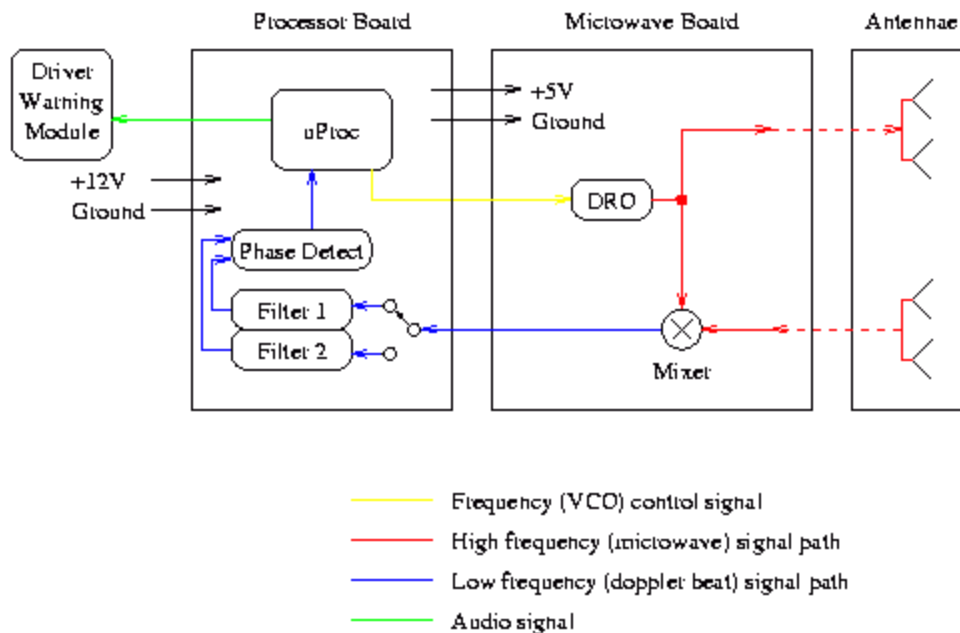 Processor Board
Microwave Board
Antennae
Driver
Warning
Module
uProc
+5V
Ground
+12V
Ground
DRO
Phase Detect
Filter 1
Filter 2
Mixer
Frequency (VCO) control signal
High frequency (microwave) signal path
Low frequency (doppler beat) signal path
Audio signal